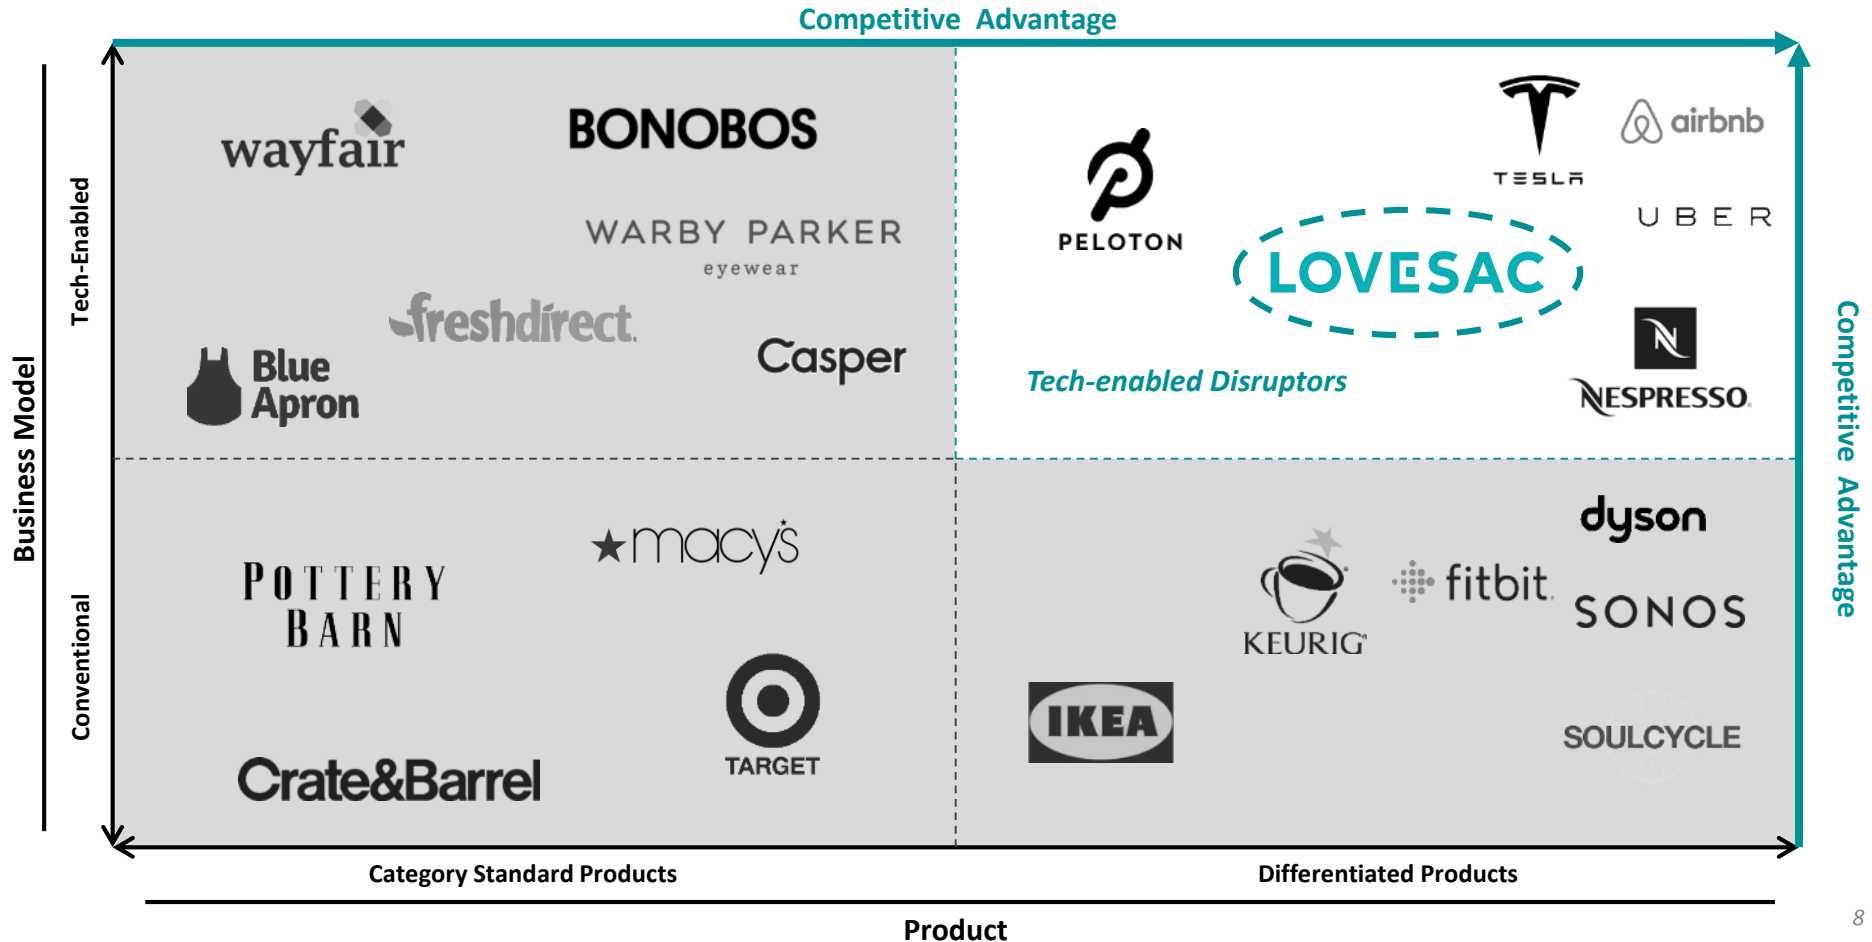 Competitive Advantage
Business Model
Tech-Enabled
Conventional
wayfair
BONOBOS
WARBY PARKER
eyewear
freshdirect.
Blue
Apron
Casper
PELOTON
TESLA
airbnb
UBER
LOVESAC
Tech-enabled Disruptors
N
NESPRESSO.
Competitive Advantage
POTTERY
BARN
macy's
TARGET
Crate&Barrel
KEURIG
fitbit.
dyson
SONOS
IKEA
SOULCYCLE
Category Standard Products
Differentiated Products
Product
8